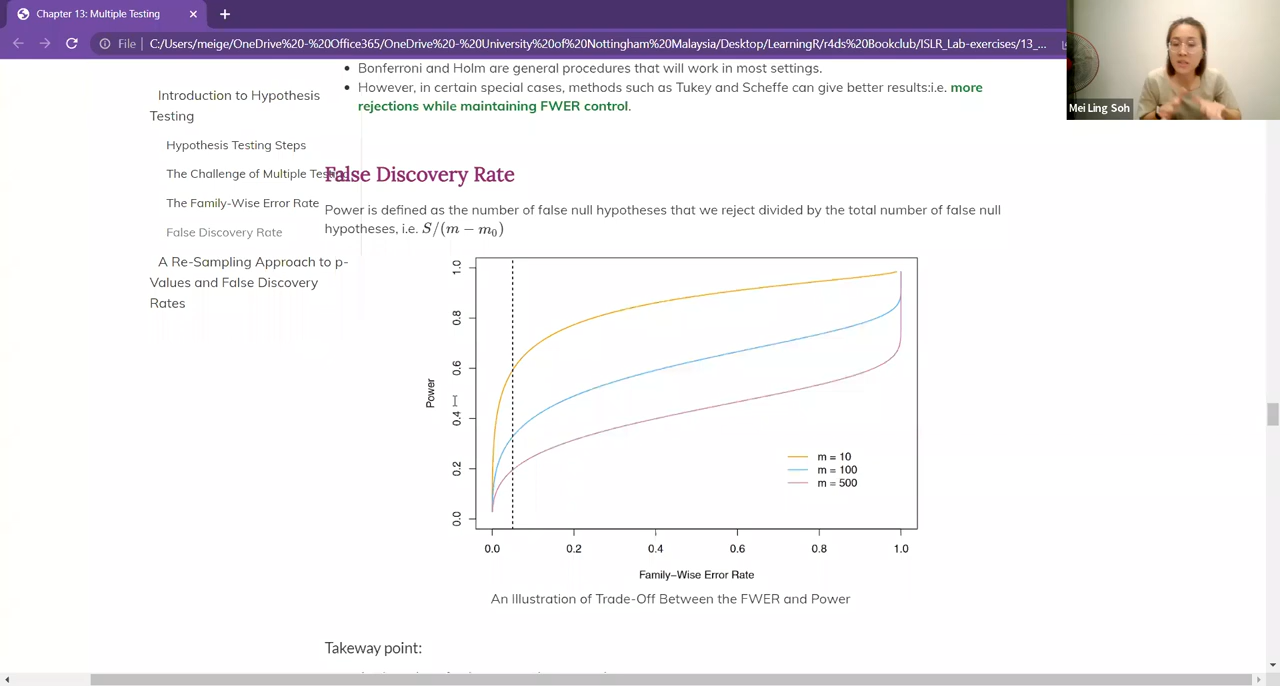 Chapter 13: Multiple Testing
File
C:/Users/meige/OneDrive%20-%20Office365/OneDrive%20-%20University%20of%20Nottingham%20Malaysia/Desktop/LearningR/r4ds%20Bookclub/ISLR_Lab-exercises/13_...
Mei Ling Soh
Introduction to Hypothesis
Testing
Hypothesis Testing Steps
The Challenge of Multiple Testing
The Family-Wise Error Rate
False Discovery Rate
A Re-Sampling Approach to p-
Values and False Discovery
Rates
Bonferroni and Holm are general procedures that will work in most settings.
However, in certain special cases, methods such as Tukey and Scheffe can give better results:i.e. more
rejections while maintaining FWER control.
False Discovery Rate
Power is defined as the number of false null hypotheses that we reject divided by the total number of false null
hypotheses, i.e. S/(m − m₀)
1.0
0.8
0.6
0.4
0.2
0.0
Power
m = 10
m = 100
m = 500
0.0 0.2 0.4 0.6 0.8 1.0
Family−Wise Error Rate
An Illustration of Trade-Off Between the FWER and Power
Takeway point: